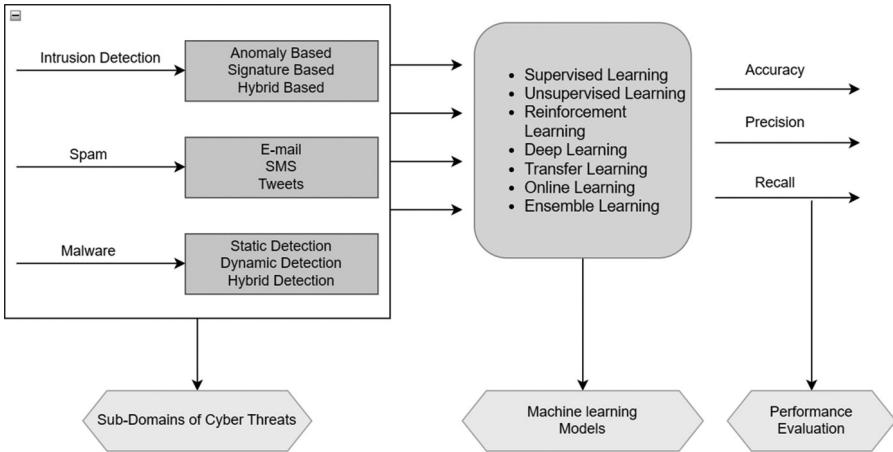 Intrusion Detection
Anomaly Based
Signature Based
Hybrid Based
Spam
E-mail
SMS
Tweets
Malware
Static Detection
Dynamic Detection
Hybrid Detection
• Supervised Learning
• Unsupervised Learning
• Reinforcement
Learning
• Deep Learning
• Transfer Learning
• Online Learning
• Ensemble Learning
Accuracy
Precision
Recall
Sub-Domains of Cyber Threats
Machine learning
Models
Performance
Evaluation